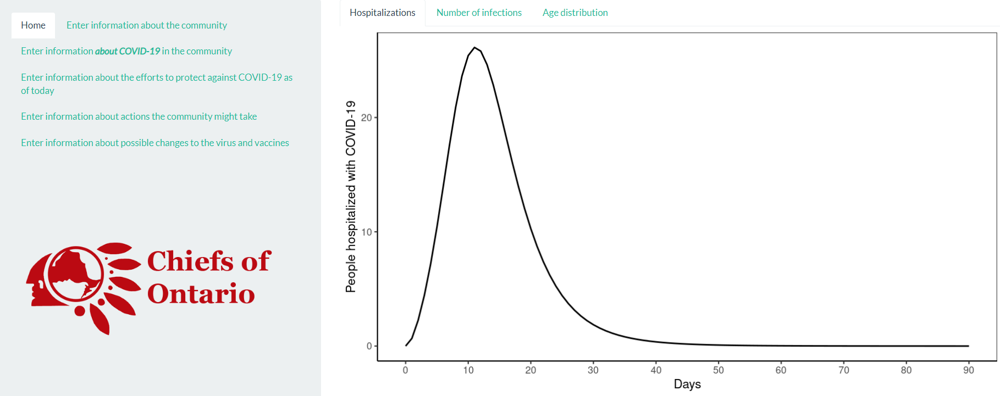 Home
Enter information about the community
Enter information about COVID-19 in the community
Enter information about the efforts to protect against COVID-19 as
of today
Enter information about actions the community might take
Enter information about possible changes to the virus and vaccines
Chiefs of
Ontario
Hospitalizations
Number of infections
Age distribution
People hospitalized with COVID-19
20
10
0
0 10 20 30 40 50 60 70 80 90
Days